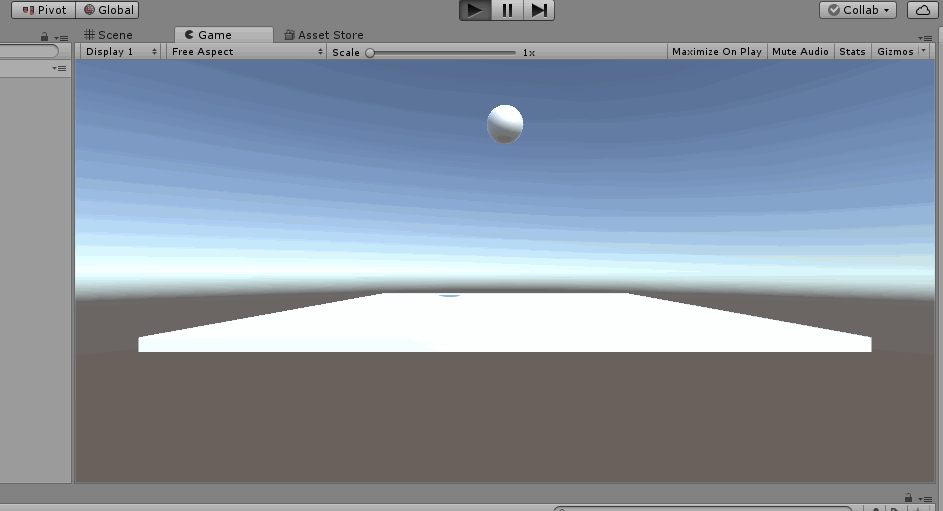 Pivot Global Collab
Scene Game Asset Store
Display 1 Free Aspect Scale 1x Maximize On Play Mute Audio Stats Gizmos